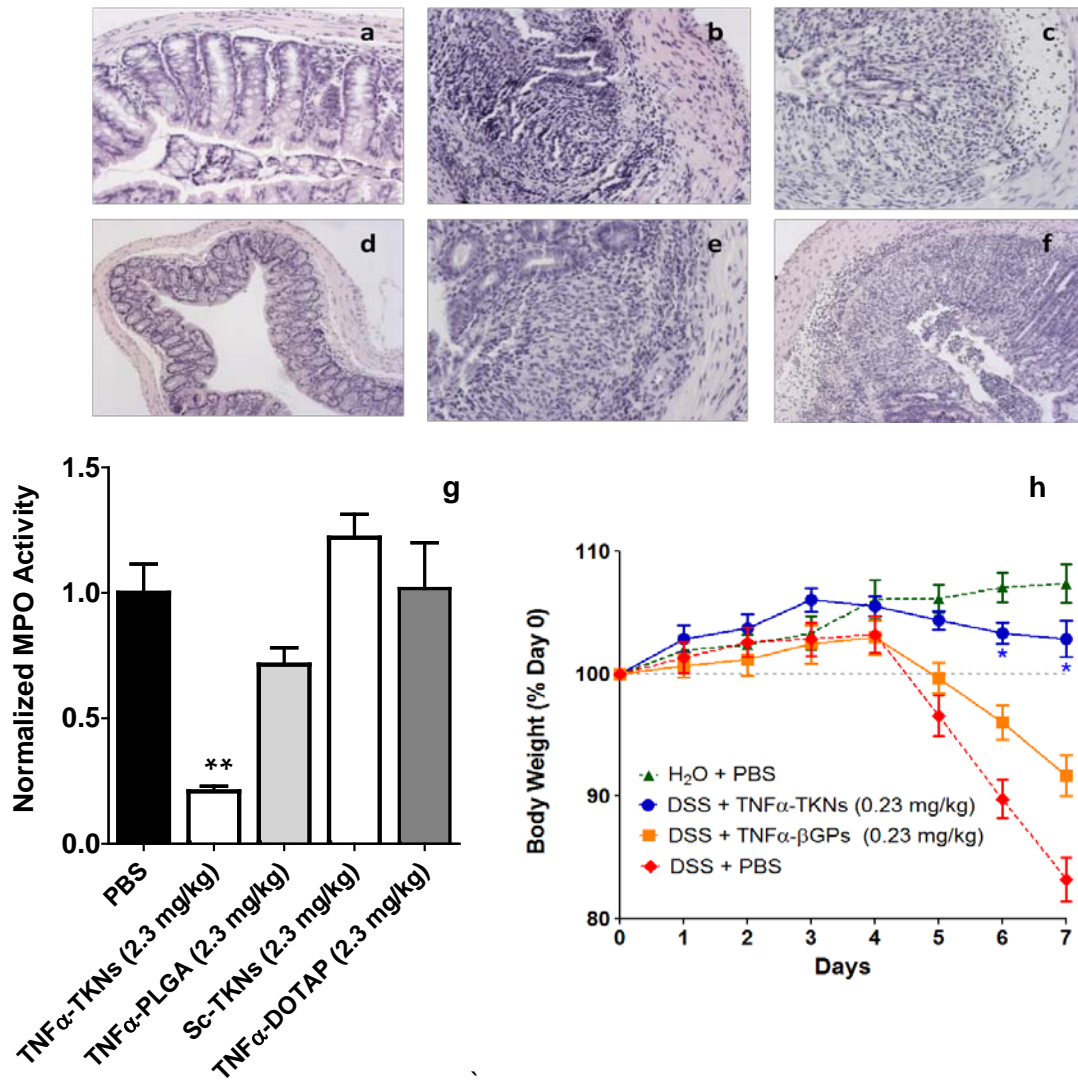 a
b
c
d
e
f
g
Normalized MPO Activity
1.5
1.0
0.5
0.0
PBS
TNFα-TKNs (2.3 mg/kg)
TNFα-PLGA (2.3 mg/kg)
Sc-TKNs (2.3 mg/kg)
TNFα-DOTAP (2.3 mg/kg)
**
h
Body Weight (% Day 0)
110
100
90
80
H₂O + PBS
DSS + TNFα-TKNs (0.23 mg/kg)
DSS + TNFα-βGPs (0.23 mg/kg)
DSS + PBS
*
*
0 1 2 3 4 5 6 7
Days